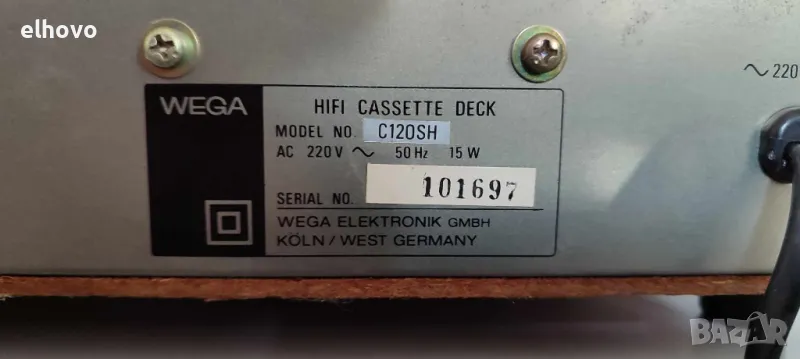 elhovo
WEGA
HIFI CASSETTE DECK
MODEL NO. C120SH
AC 220V ~ 50Hz 15W
SERIAL NO. 101697
WEGA ELEKTRONIK GMBH
KÖLN / WEST GERMANY
~ 220
BAZAR